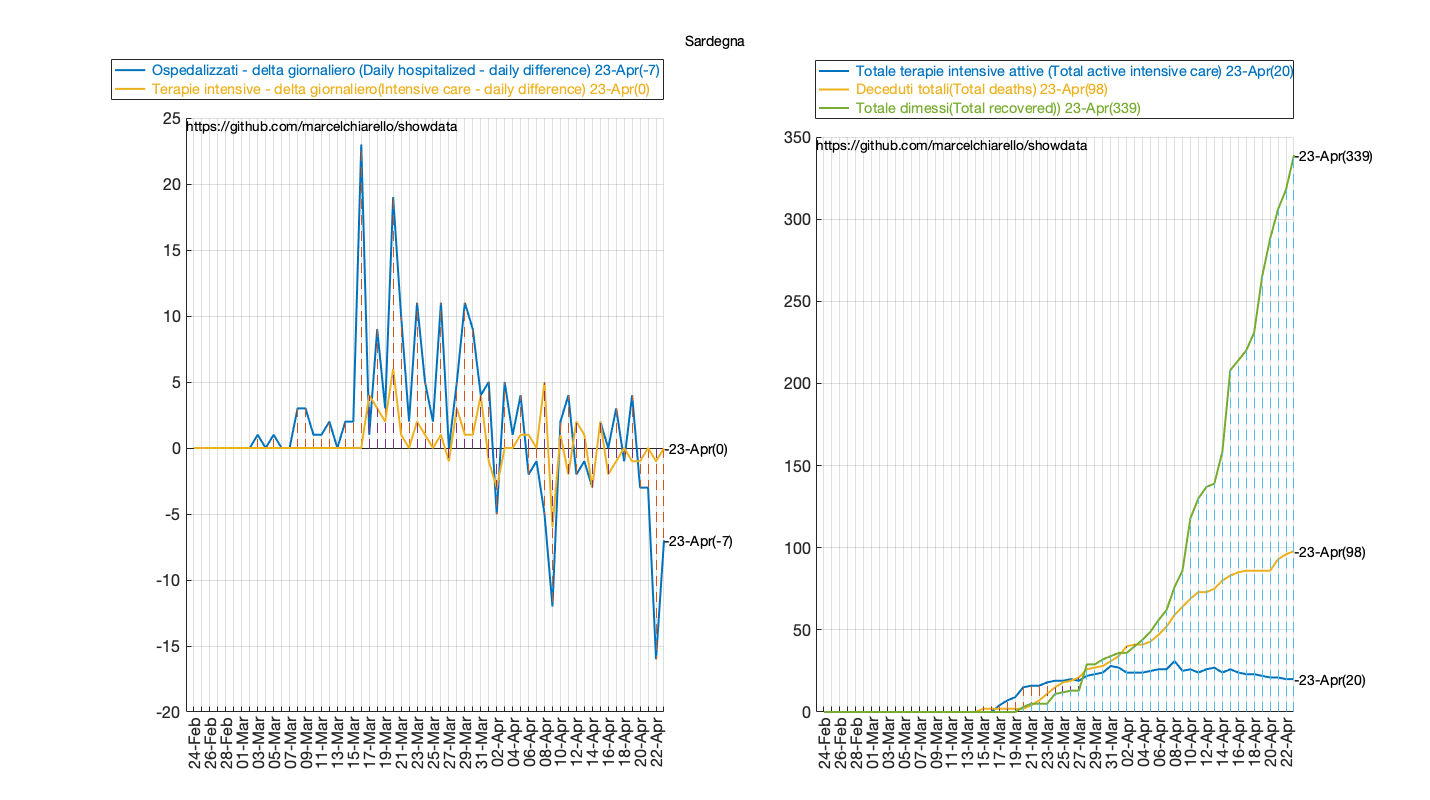 Sardegna
Ospedalizzati - delta giornaliero (Daily hospitalized - daily difference) 23-Apr(-7)
Terapie intensive - delta giornaliero(Intensive care - daily difference) 23-Apr(0)
https://github.com/marcelchiarello/showdata
25
20
15
10
5
0
-5
-10
-15
-20
-23-Apr(0)
-23-Apr(-7)
24-Feb
26-Feb
28-Feb
01-Mar
03-Mar
05-Mar
07-Mar
09-Mar
11-Mar
13-Mar
15-Mar
17-Mar
19-Mar
21-Mar
23-Mar
25-Mar
27-Mar
29-Mar
31-Mar
02-Apr
04-Apr
06-Apr
08-Apr
10-Apr
12-Apr
14-Apr
16-Apr
18-Apr
20-Apr
22-Apr
Totale terapie intensive attive (Total active intensive care) 23-Apr(20)
Deceduti totali(Total deaths) 23-Apr(98)
Totale dimessi(Total recovered)) 23-Apr(339)
https://github.com/marcelchiarello/showdata
350
300
250
200
150
100
50
0
-23-Apr(339)
-23-Apr(98)
-23-Apr(20)
24-Feb
26-Feb
28-Feb
01-Mar
03-Mar
05-Mar
07-Mar
09-Mar
11-Mar
13-Mar
15-Mar
17-Mar
19-Mar
21-Mar
23-Mar
25-Mar
27-Mar
29-Mar
31-Mar
02-Apr
04-Apr
06-Apr
08-Apr
10-Apr
12-Apr
14-Apr
16-Apr
18-Apr
20-Apr
22-Apr